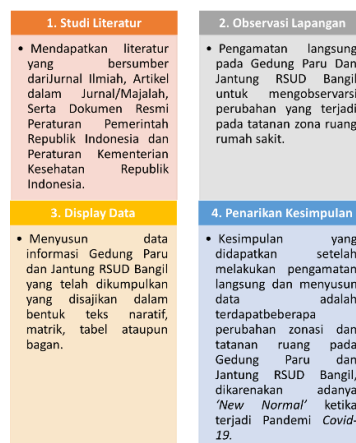 1. Studi Literatur
• Mendapatkan literatur
yang bersumber
dariJurnal Ilmiah, Artikel
dalam Jurnal/Majalah,
Serta Dokumen Resmi
Peraturan Pemerintah
Republik Indonesia dan
Peraturan Kementerian
Kesehatan Republik
Indonesia.
2. Observasi Lapangan
• Pengamatan langsung
pada Gedung Paru Dan
Jantung RSUD Bangil
untuk mengobservarsi
perubahan yang terjadi
pada tatanan zona ruang
rumah sakit.
3. Display Data
• Menyusun data
informasi Gedung Paru
dan Jantung RSUD Bangil
yang telah dikumpulkan
yang disajikan dalam
bentuk teks naratif,
matrik, tabel ataupun
bagan.
4. Penarikan Kesimpulan
• Kesimpulan yang
didapatkan setelah
melakukan pengamatan
langsung dan menyusun
data adalah
terdapatbeberapa
perubahan zonasi dan
tatanan ruang pada
Gedung Paru dan
Jantung RSUD Bangil,
dikarenakan adanya
‘New Normal’ ketika
terjadi Pandemi Covid-
19.